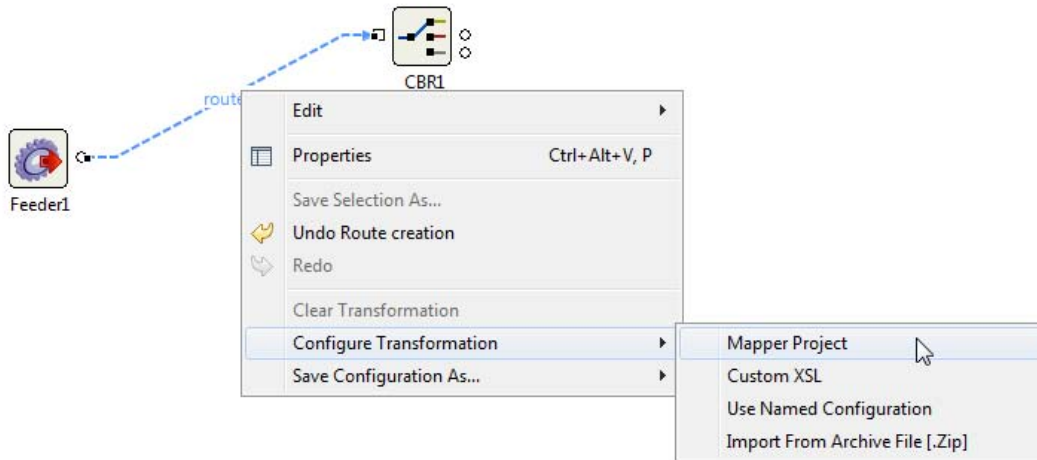 CBR1
route
Feeder1
Edit
Properties Ctrl+Alt+V, P
Save Selection As...
Undo Route creation
Redo
Clear Transformation
Configure Transformation
Save Configuration As...
Mapper Project
Custom XSL
Use Named Configuration
Import From Archive File [.Zip]